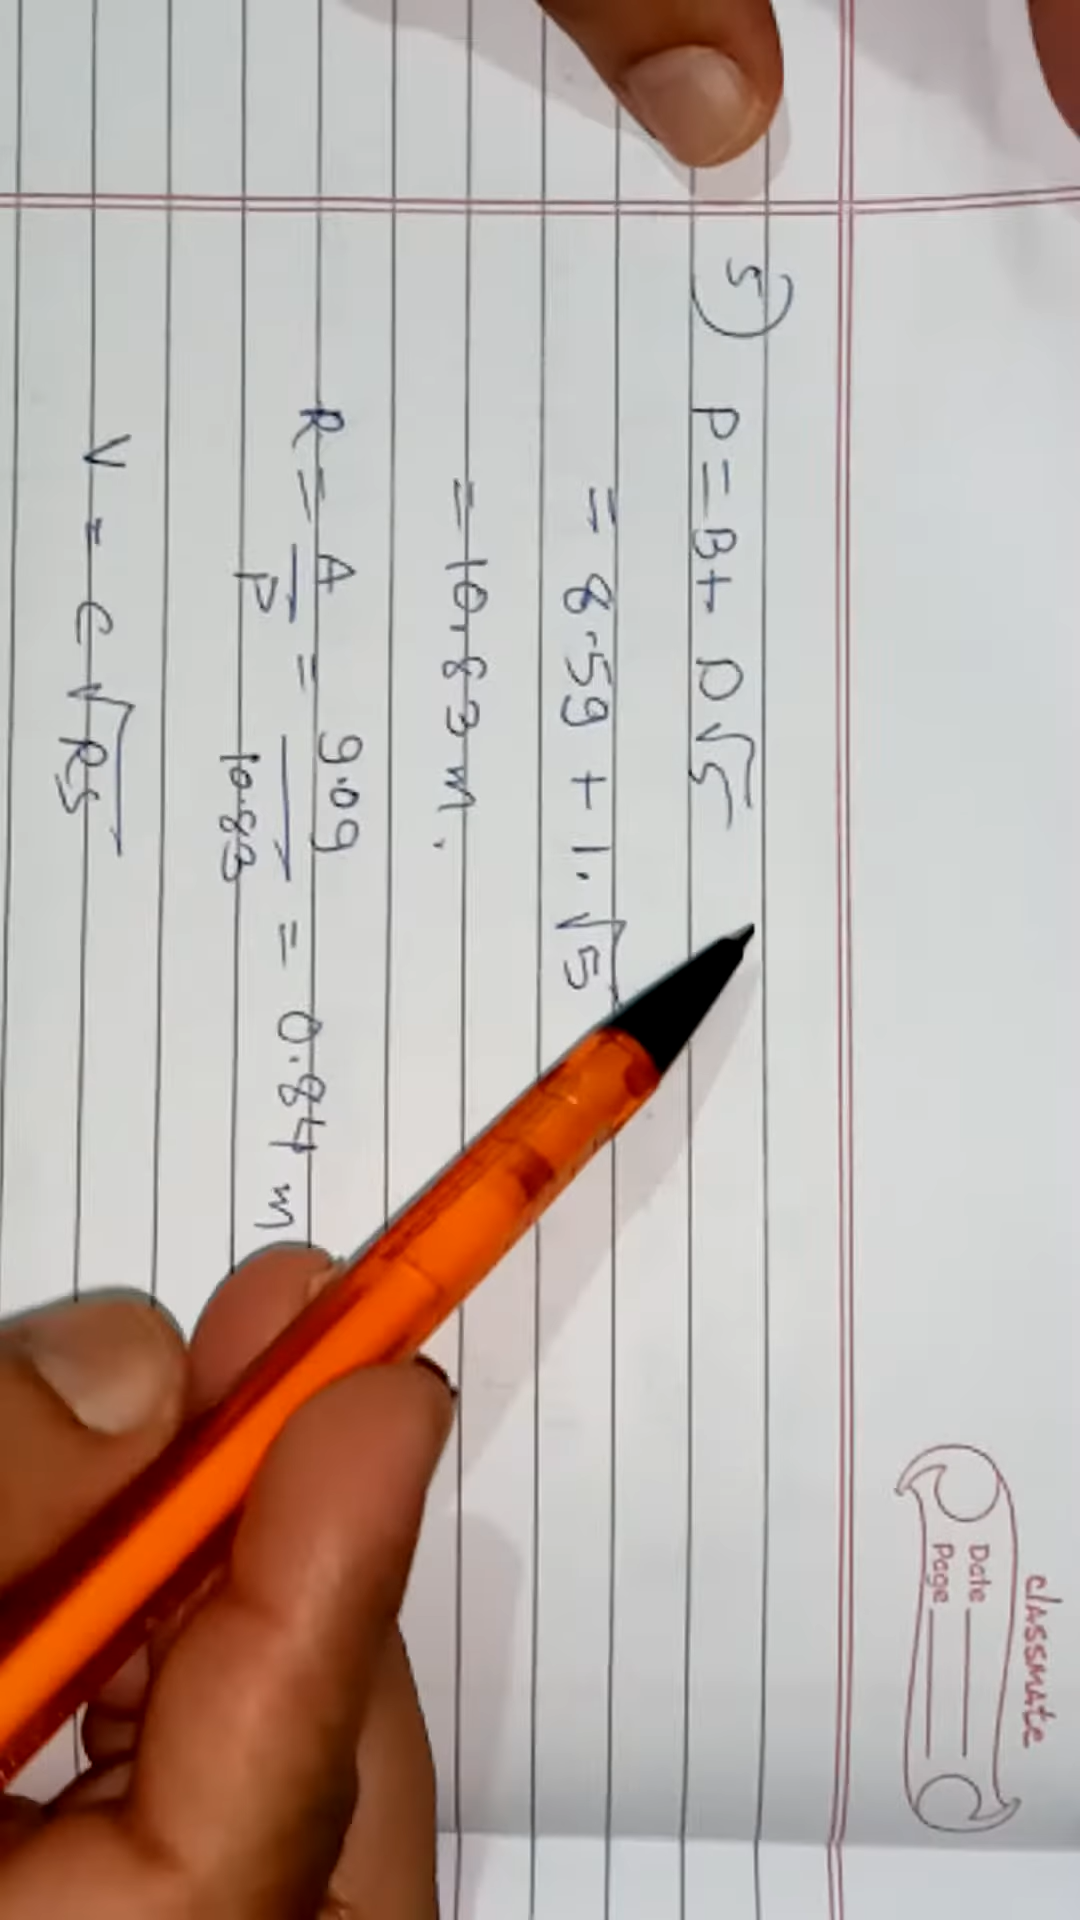 classmate
Date
Page
5) P = B + D√5
= 8.59 + 1.√5
= 10.83 m.
R = A/P = 9.09/10.83 = 0.84 m
V = C√RS